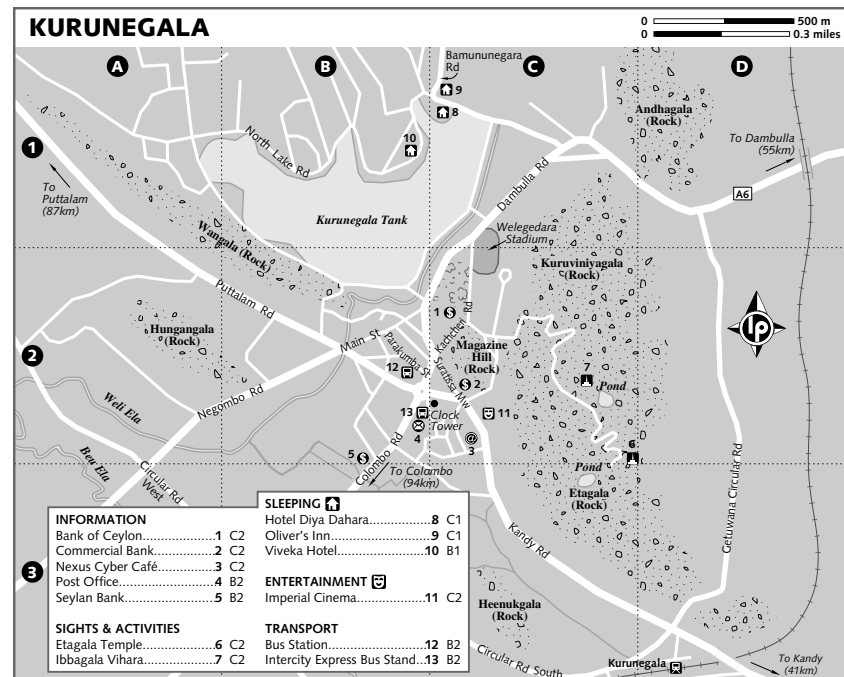 KURUNEGALA
0 500 m
0 0.3 miles
A
B
C
D
1
2
3
Bamununegara
Rd
9
8
10
North Lake Rd
Kurunegala Tank
Andhagala
(Rock)
To Dambulla
(55km)
A6
To
Puttalam
(87km)
Dambulla Rd
Welegedara
Stadium
Wangala (Rock)
Puttalam Rd
Kuruviniyagala
(Rock)
Hungangala
(Rock)
1
Kachcheri Rd
Main St
Parakumba St
Suratissa Mw
Magazine
Hill
(Rock)
lp
12
2
7
Pond
Negombo Rd
13
Clock
Tower
11
4
3
Weli Ela
Beu Ela
5
Colombo Rd
To Colombo
(94km)
6
Pond
Etagala
(Rock)
Circular Rd
West
Getuwana Circular Rd
Kandy Rd
INFORMATION
Bank of Ceylon..................1 C2
Commercial Bank..............2 C2
Nexus Cyber Café..............3 C2
Post Office........................4 B2
Seylan Bank......................5 B2
SIGHTS & ACTIVITIES
Etagala Temple..................6 C2
Ibbagala Vihara.................7 C2
SLEEPING
Hotel Diya Dahara..................8 C1
Oliver's Inn............................9 C1
Viveka Hotel.........................10 B1
ENTERTAINMENT
Imperial Cinema...................11 C2
TRANSPORT
Bus Station..........................12 B2
Intercity Express Bus Stand...13 B2
Heenukgala
(Rock)
Circular Rd South
Kurunegala
To Kandy
(41km)